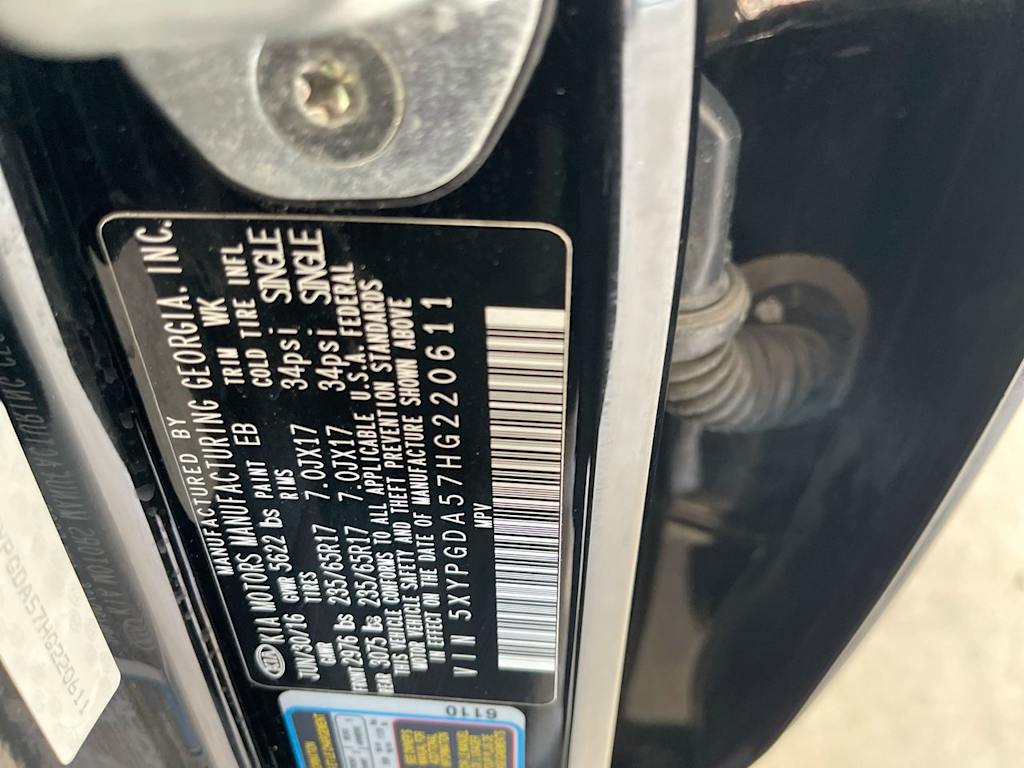 MANUFACTURED BY
KIA KIA MOTORS MANUFACTURING GEORGIA. INC.
JUN/30/16 GVWR 5622 lbs PAINT EB TRIM WK
GAWR TIRES RIMS COLD TIRE INFL
FRONT 2976 lbs 235/65R17 7.0JX17 34psi SINGLE
REAR 3075 lbs 235/65R17 7.0JX17 34psi SINGLE
THIS VEHICLE CONFORMS TO ALL APPLICABLE U.S.A. FEDERAL
MOTOR VEHICLE SAFETY AND THEFT PREVENTION STANDARDS
IN EFFECT ON THE DATE OF MANUFACTURE SHOWN ABOVE
VIN 5XYPGDA57HG220611
MPV
6110
PGDA57HG220611